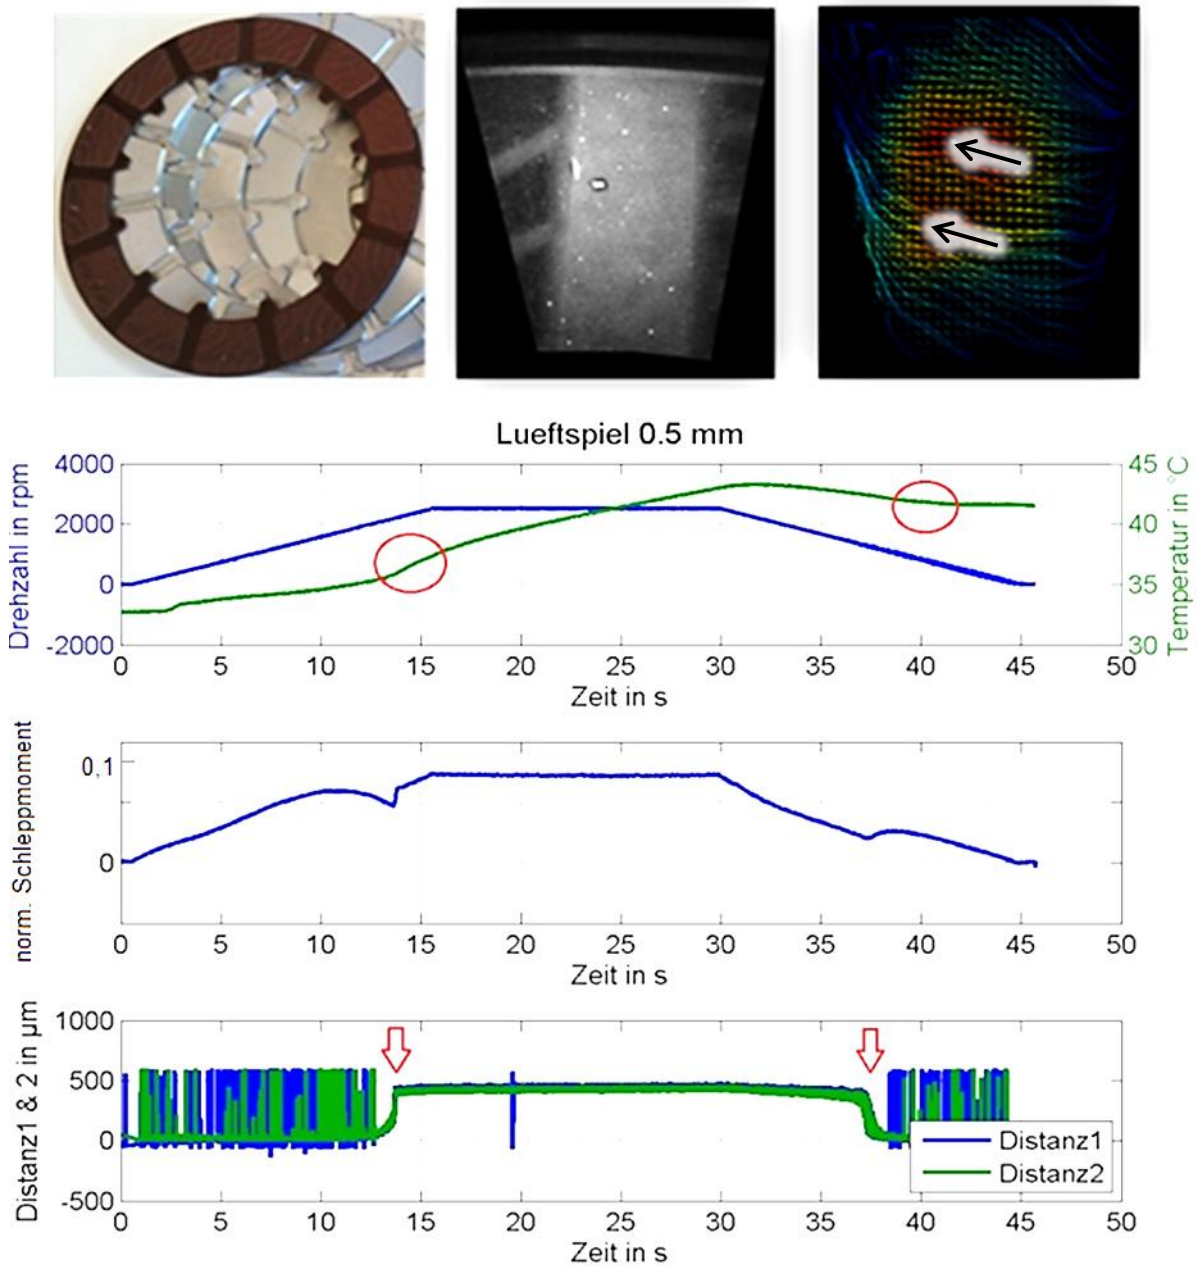 Lueftspiel 0.5 mm
Drehzahl in rpm
4000
2000
0
-2000
45
40
35
30
Temperatur in °C
0 5 10 15 20 25 30 35 40 45 50
Zeit in s
norm. Schleppmoment
0,1
0
0 5 10 15 20 25 30 35 40 45 50
Zeit in s
Distanz1 & 2 in µm
1000
500
0
-500
Distanz1
Distanz2
0 5 10 15 20 25 30 35 40 45 50
Zeit in s